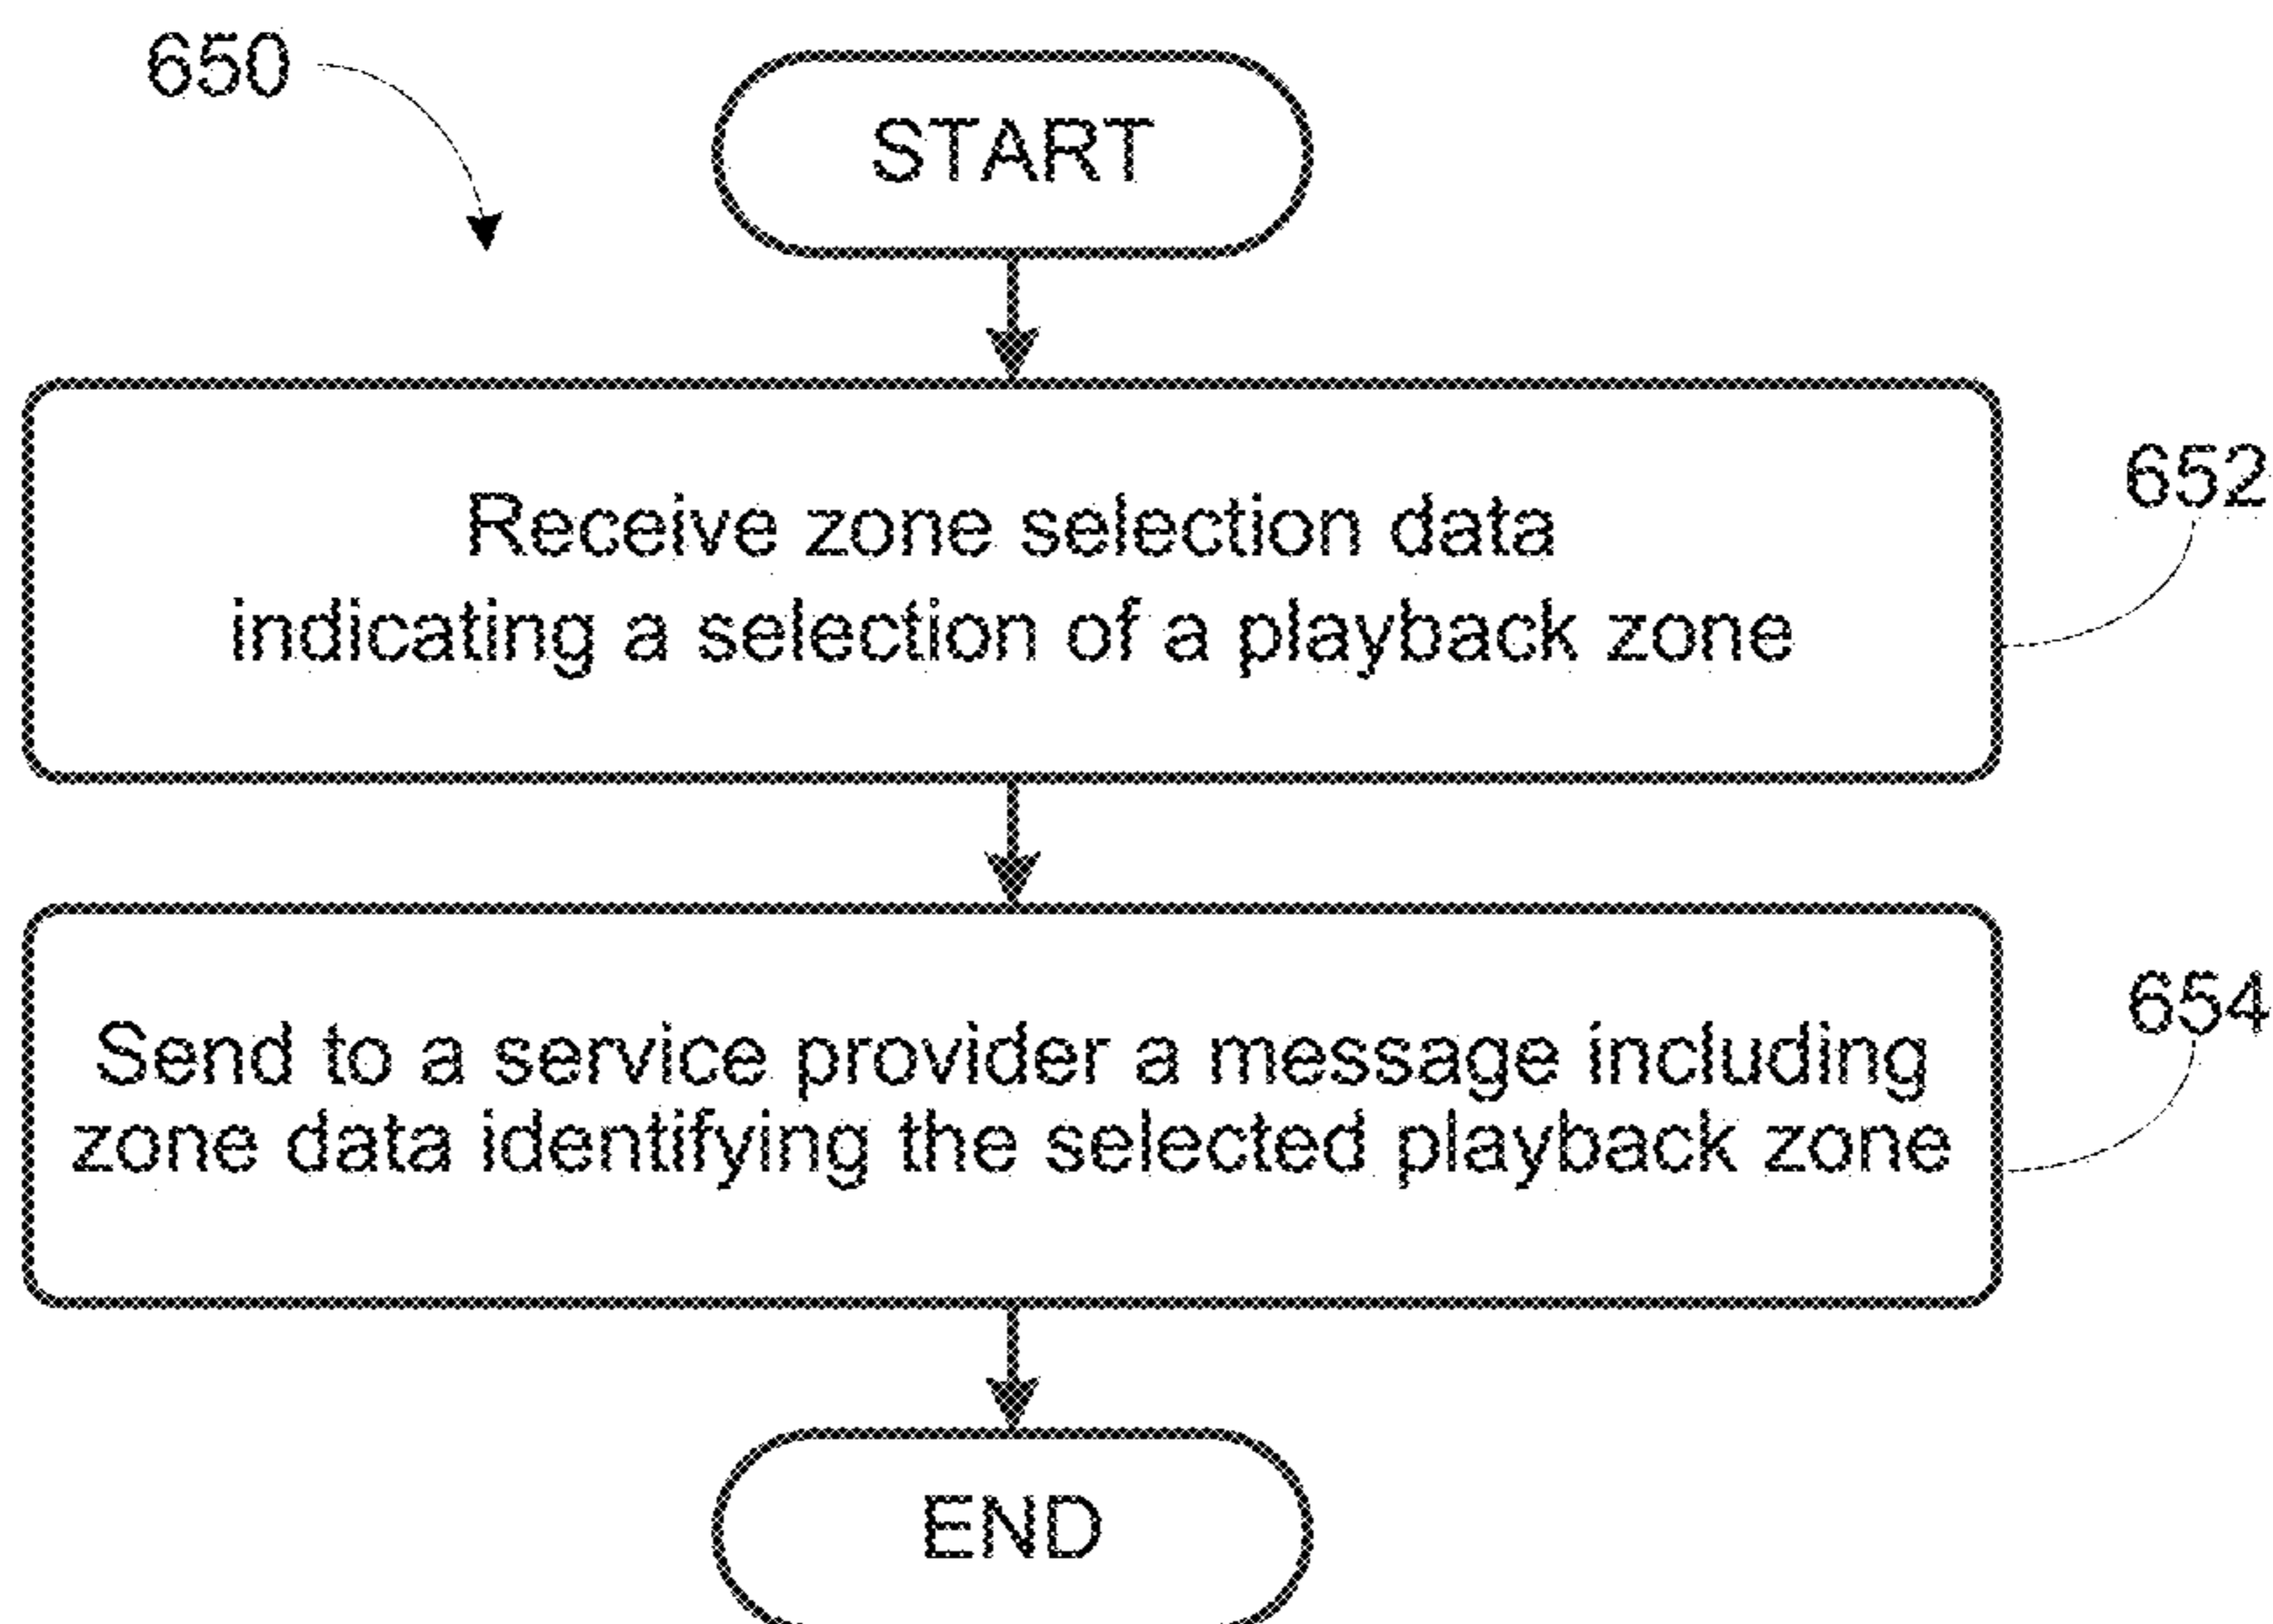 650
START
Receive zone selection data
indicating a selection of a playback zone
652
Send to a service provider a message including
zone data identifying the selected playback zone
654
END